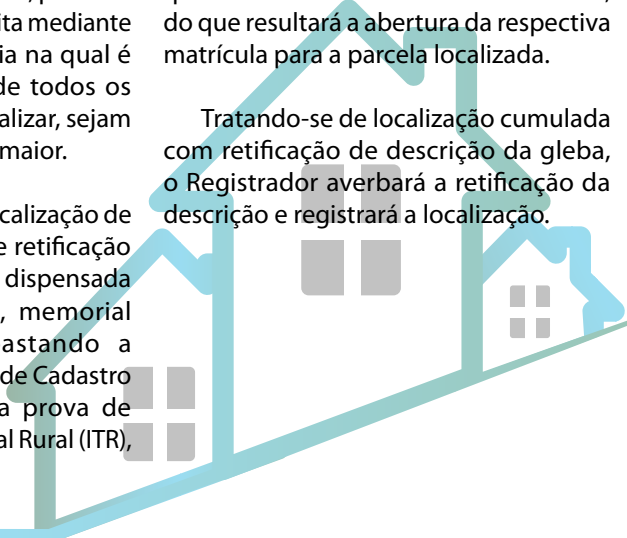 ita mediante
ia na qual é
de todos os
alizar, sejam
maior.
calização de
e retificação
dispensada
, memorial
astando a
de Cadastro
a prova de
al Rural (ITR),
do que resultará a abertura da respectiva
matrícula para a parcela localizada.
Tratando-se de localização cumulada
com retificação de descrição da gleba,
o Registrador averbará a retificação da
descrição e registrará a localização.